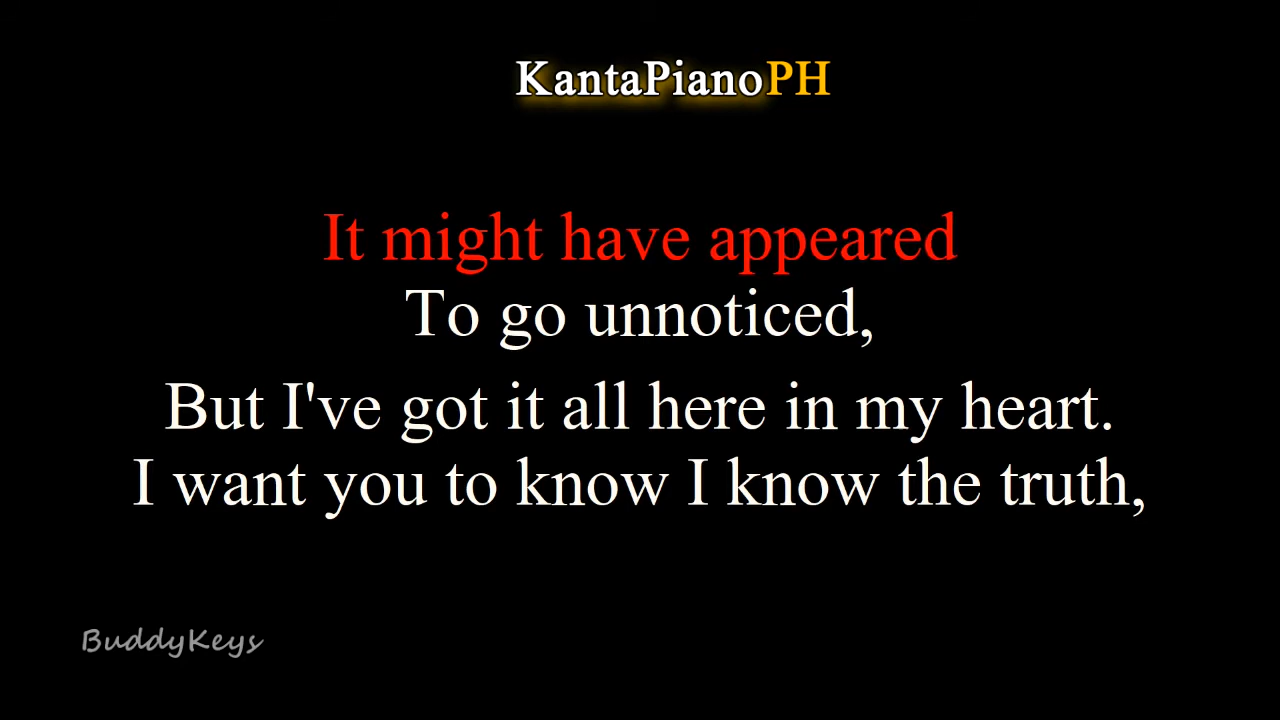 KantaPianoPH
It might have appeared
To go unnoticed,
But I've got it all here in my heart.
I want you to know I know the truth,
BuddyKeys